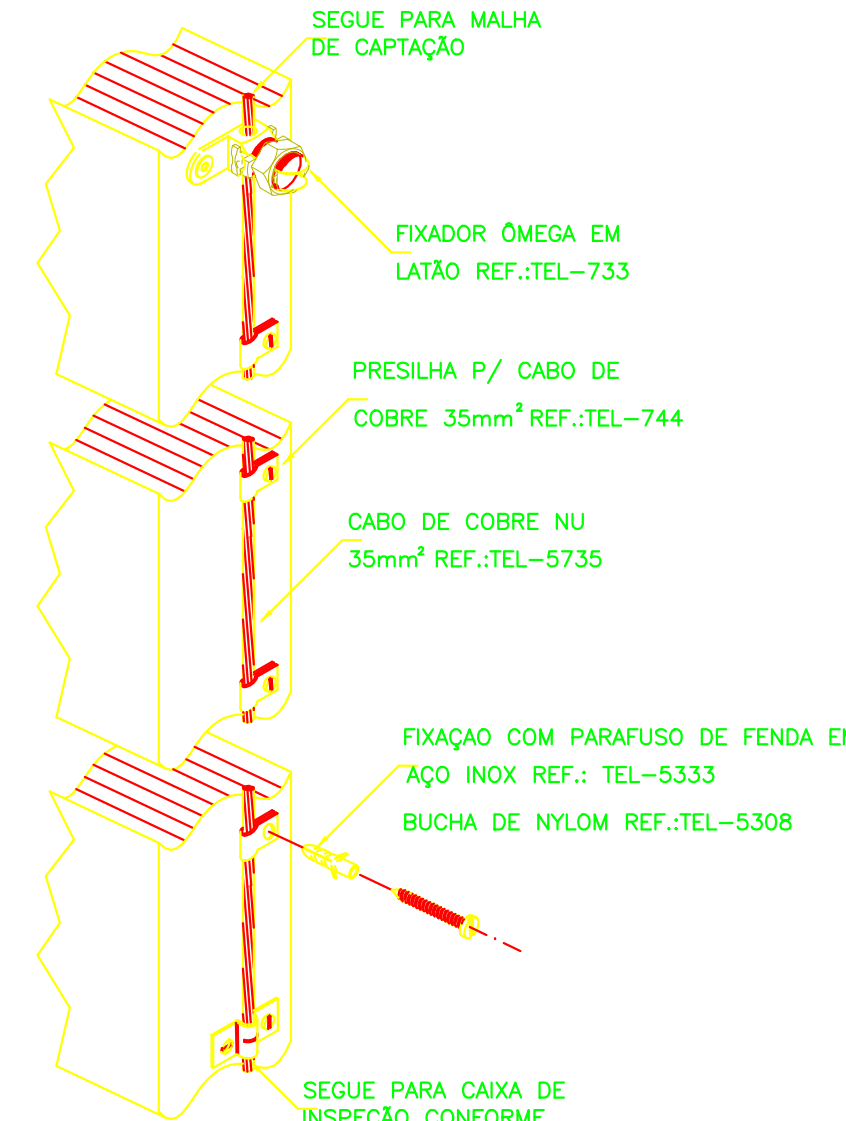 SEGUE PARA MALHA
DE CAPTAÇÃO
FIXADOR ÔMEGA EM
LATÃO REF.:TEL-733
PRESILHA P/ CABO DE
COBRE 35mm² REF.:TEL-744
CABO DE COBRE NU
35mm² REF.:TEL-5735
FIXAÇAO COM PARAFUSO DE FENDA
AÇO INOX REF.: TEL-5333
BUCHA DE NYLOM REF.:TEL-5308
SEGUE PARA CAIXA DE
INSPEÇÃO CONFORME